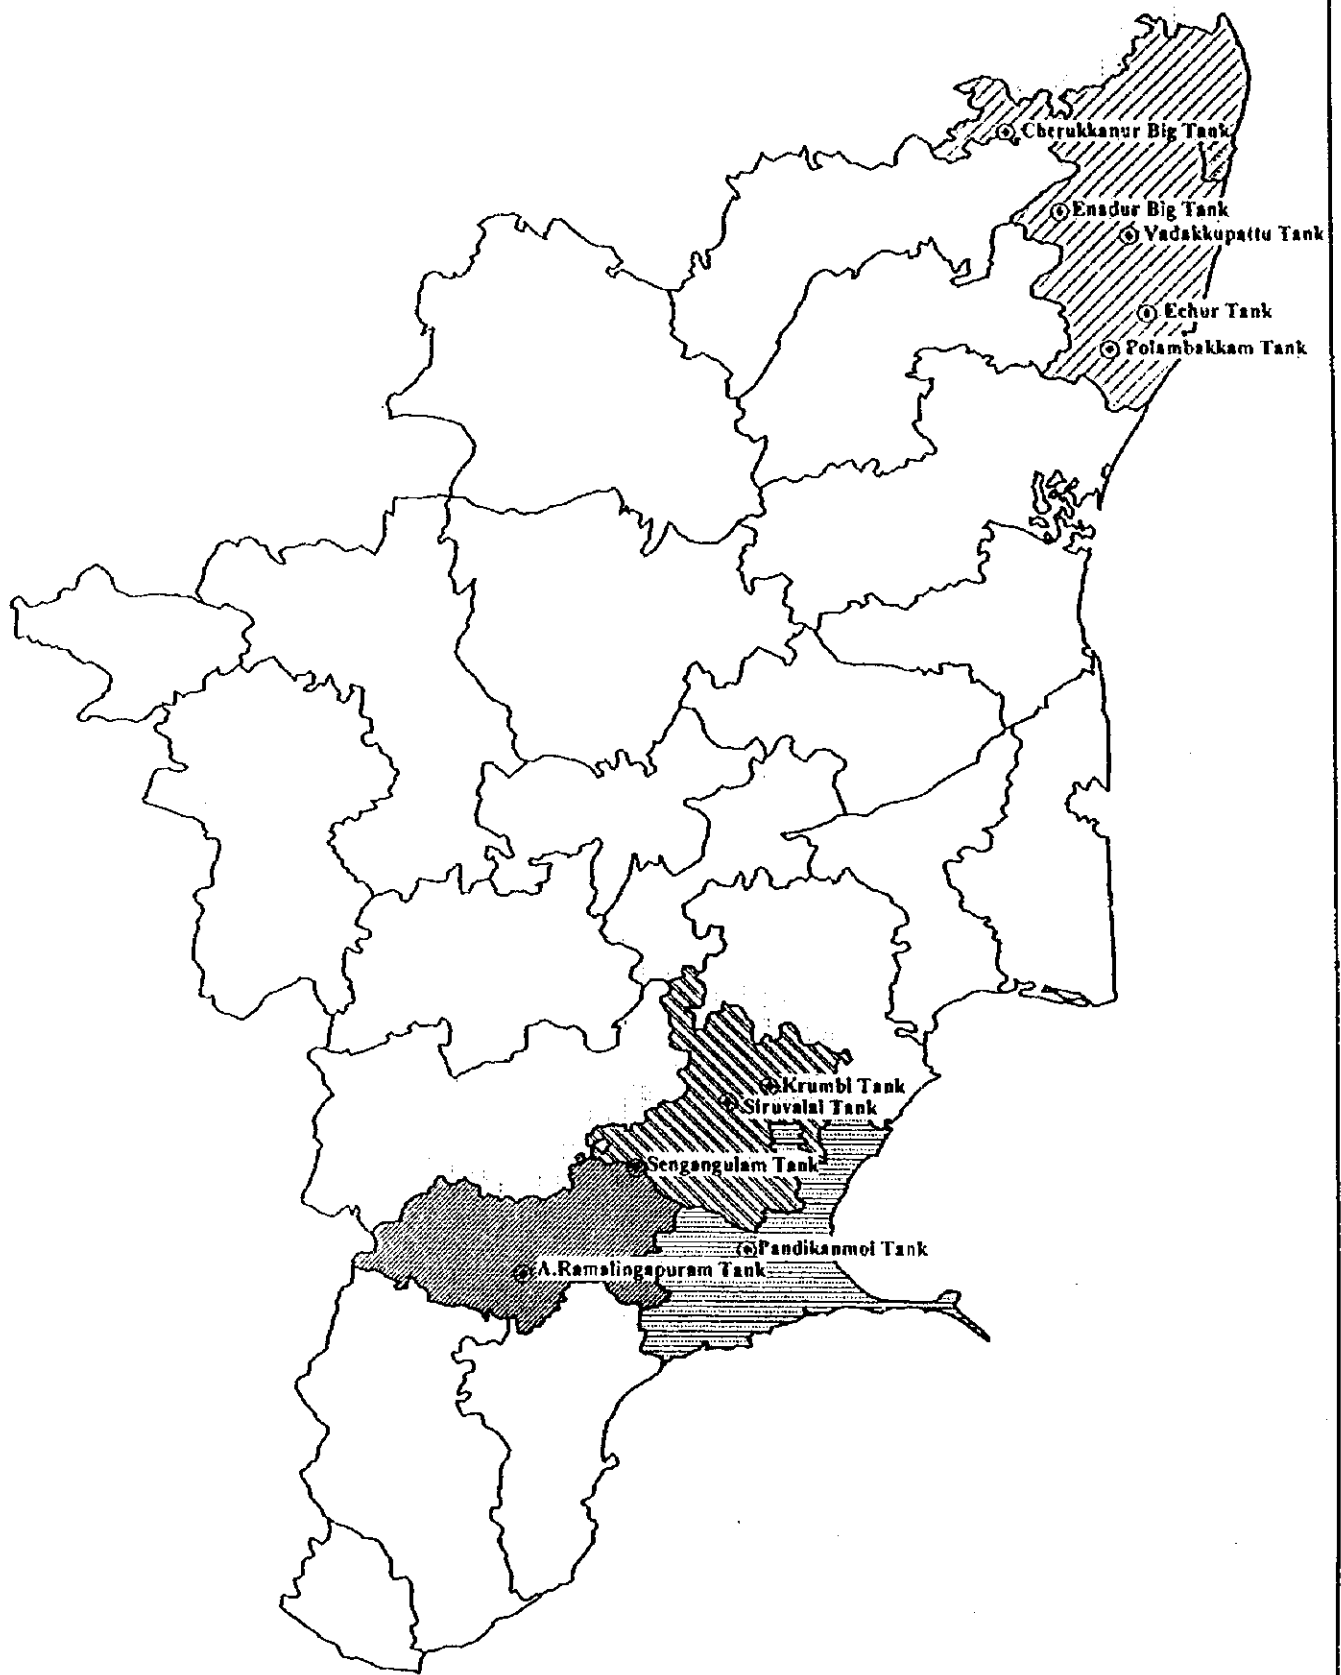 Cherukkanur Big Tank
Enadur Big Tank
Vadakkupattu Tank
Echur Tank
Polambakkam Tank
Krumbi Tank
Siruvalai Tank
Sengangulam Tank
Pandikanmoi Tank
A.Ramalingapuram Tank